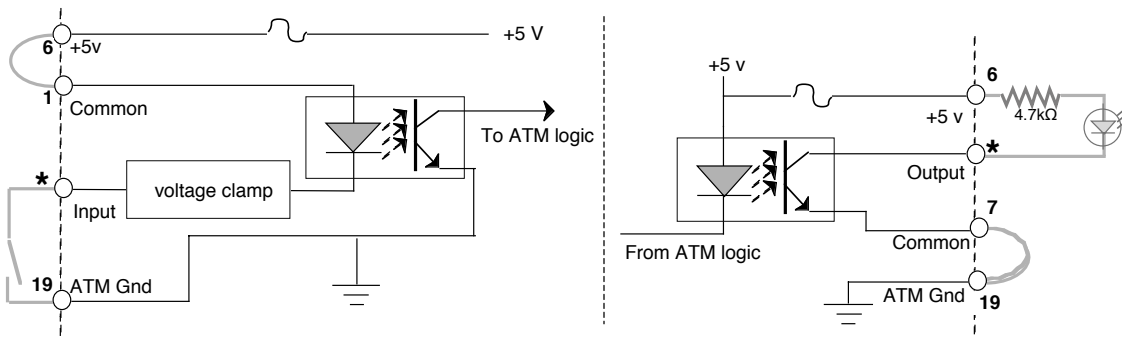 6
+5v
+5 V
1
Common
To ATM logic
*
Input
voltage clamp
19
ATM Gnd
+5 v
6
+5 v
4.7kΩ
*
Output
7
Common
From ATM logic
ATM Gnd
19